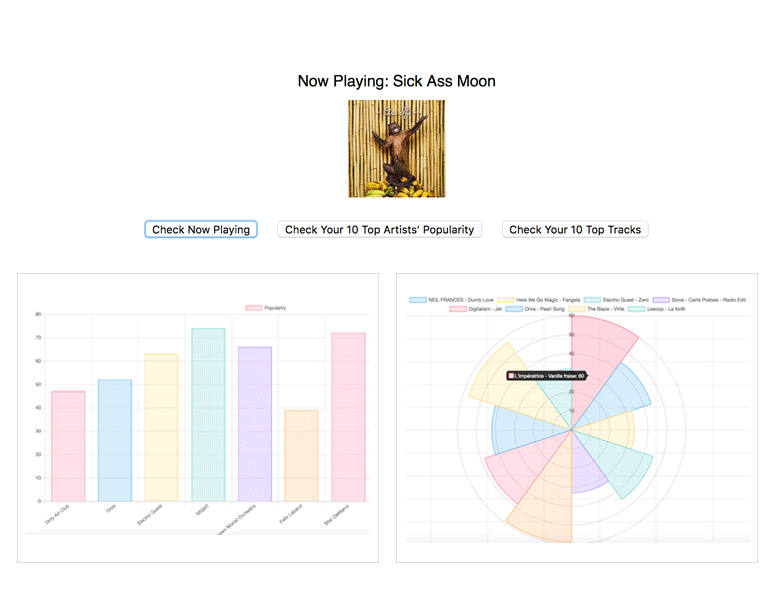 Now Playing: Sick Ass Moon
Check Now Playing
Check Your 10 Top Artists' Popularity
Check Your 10 Top Tracks
Popularity
80
70
60
50
40
30
20
10
0
Dirty Art Club
Onra
Electric Guest
MGMT
own Mortal Orchestra
Felix Laband
Mac DeMarco
NEIL FRANCES - Dumb Love
Here We Go Magic - Fangela
Electric Guest - Zero
Slove - Carte Postale - Radio Edit
Digitalism - Jet
Onra - Pearl Song
The Blaze - Virile
Lescop - La forêt
60
50
40
L'Impératrice - Vanille fraise: 60
20
10